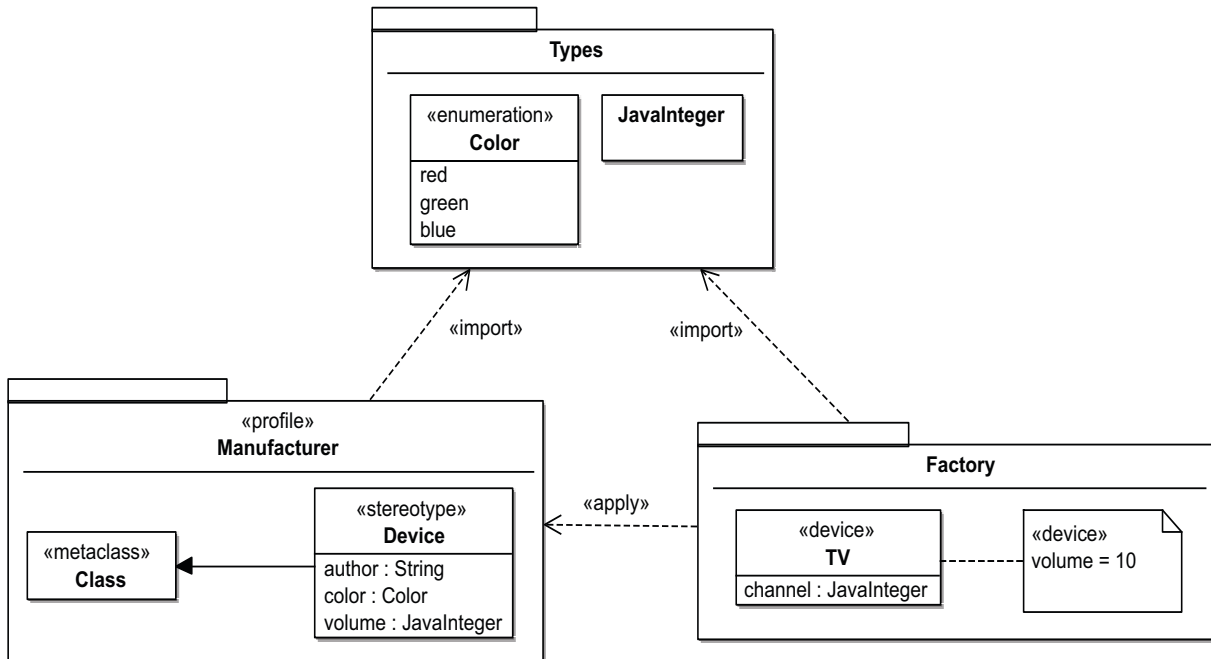 Types
«enumeration»
Color
red
green
blue
JavaInteger
«import»
«import»
«profile»
Manufacturer
«metaclass»
Class
«stereotype»
Device
author : String
color : Color
volume : JavaInteger
«apply»
Factory
«device»
TV
channel : JavaInteger
«device»
volume = 10